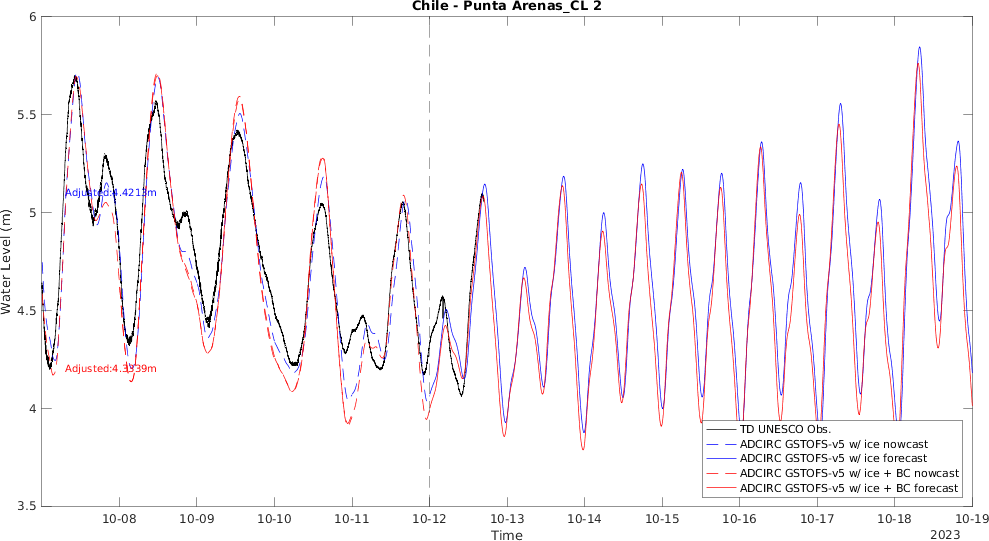 Chile - Punta Arenas_CL 2
Water Level (m)
6
5.5
5
4.5
4
3.5
Adjusted:4.4213m
Adjusted:4.3339m
TD UNESCO Obs.
ADCIRC GSTOFS-v5 w/ ice nowcast
ADCIRC GSTOFS-v5 w/ ice forecast
ADCIRC GSTOFS-v5 w/ ice + BC nowcast
ADCIRC GSTOFS-v5 w/ ice + BC forecast
10-08 10-09 10-10 10-11 10-12 10-13 10-14 10-15 10-16 10-17 10-18 10-19
Time
2023